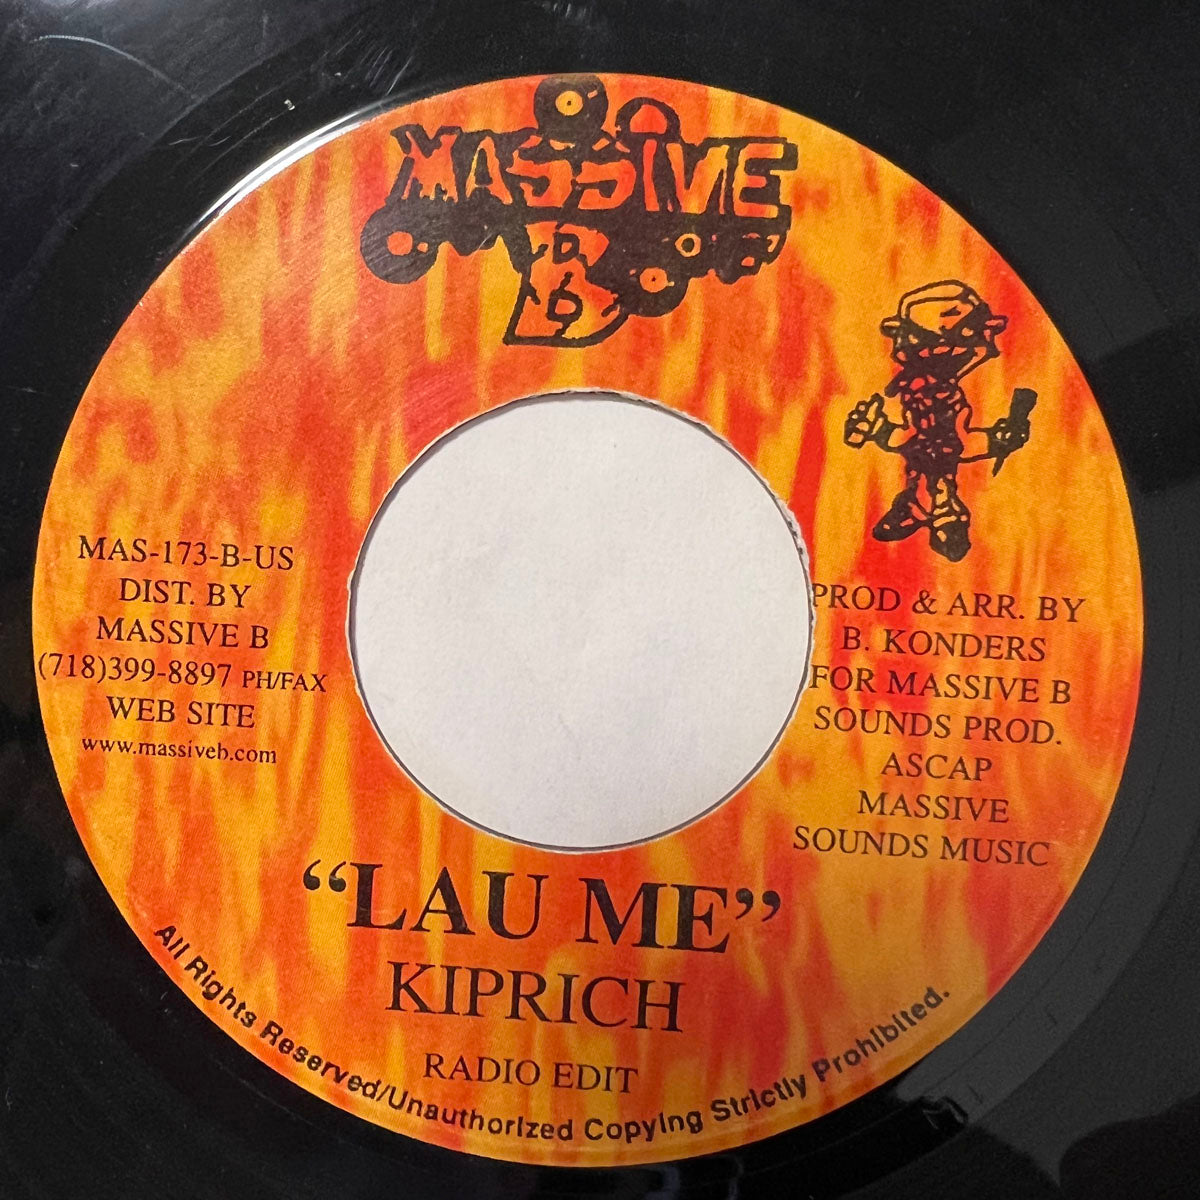 MASSIVE
B
MAS-173-B-US
DIST. BY
MASSIVE B
(718)399-8897 PH/FAX
WEB SITE
www.massiveb.com
PROD & ARR. BY
B. KONDERS
FOR MASSIVE B
SOUNDS PROD.
ASCAP
MASSIVE
SOUNDS MUSIC
“LAU ME”
KIPRICH
RADIO EDIT
All Rights Reserved/Unauthorized Copying Strictly Prohibited.